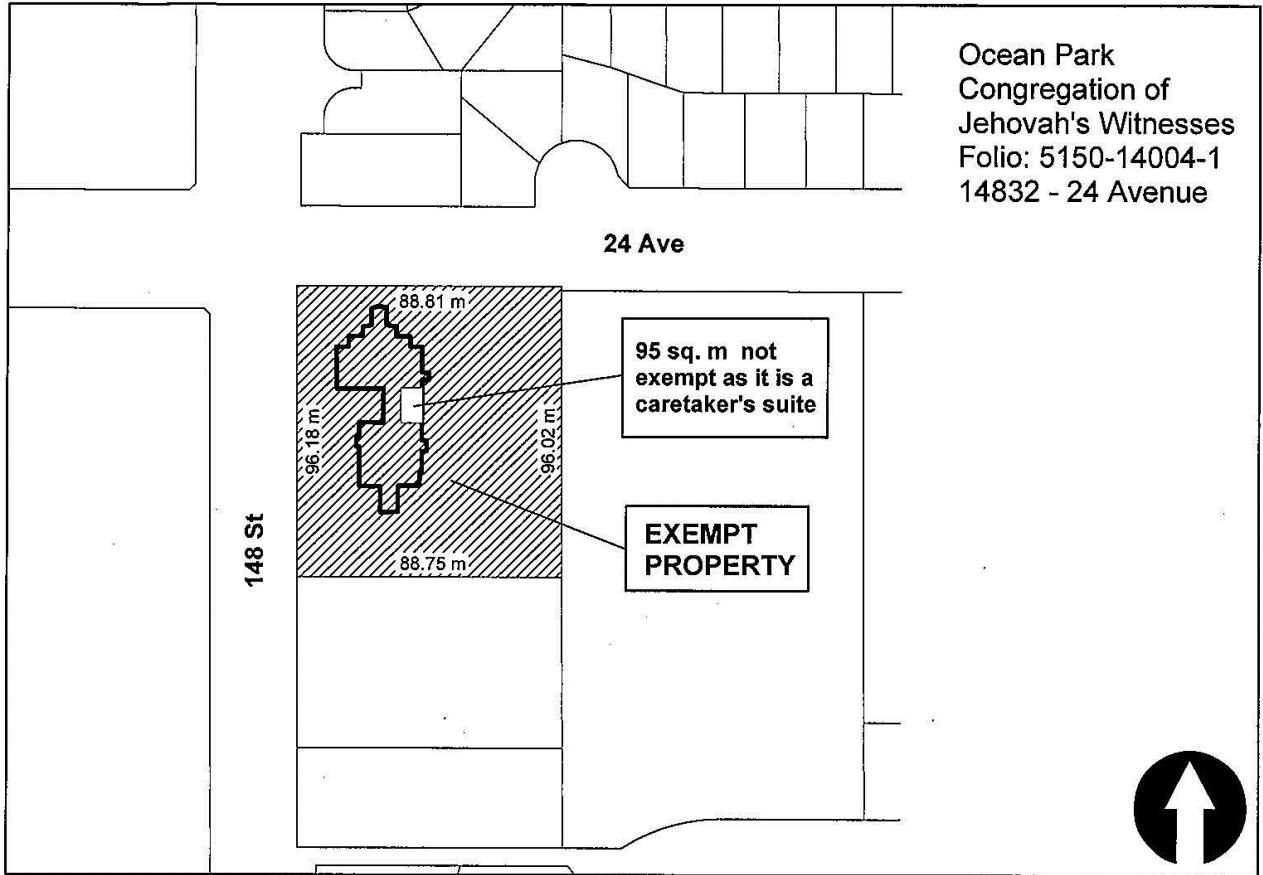 Ocean Park
Congregation of
Jehovah's Witnesses
Folio: 5150-14004-1
14832 - 24 Avenue
24 Ave
88.81 m
95 sq. m not
exempt as it is a
caretaker's suite
96.18 m
96.02 m
EXEMPT
PROPERTY
148 St
88.75 m